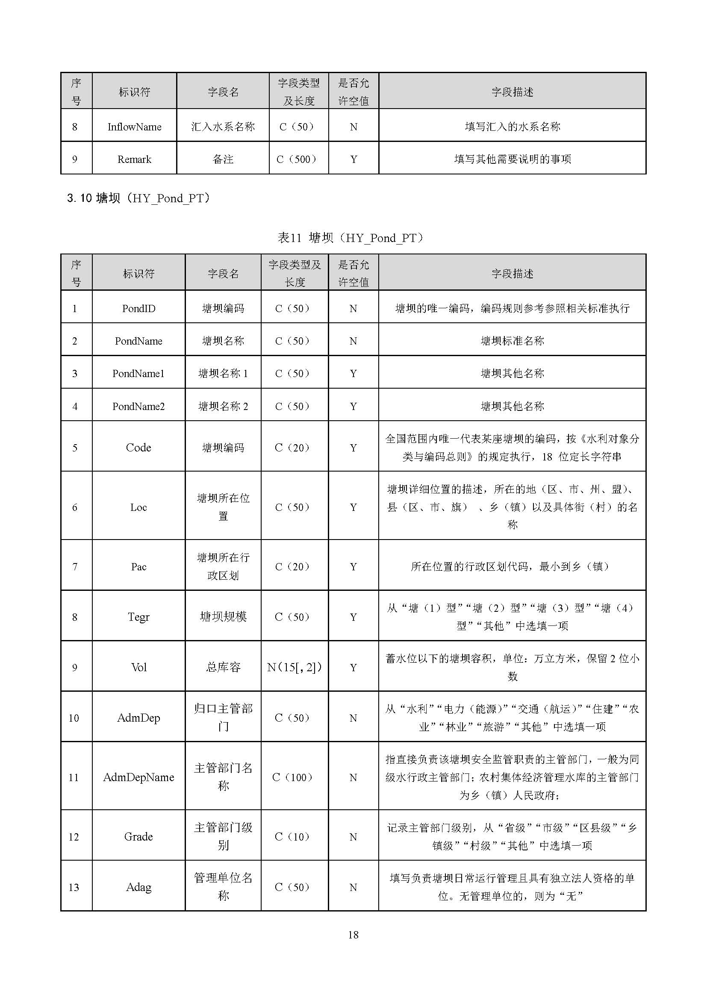 序号 标识符 字段名 字段类型及长度 是否允许空值 字段描述
8 InflowName 汇入水系名称 C（50） N 填写汇入的水系名称
9 Remark 备注 C（500） Y 填写其他需要说明的事项
3.10 塘坝（HY_Pond_PT）
表11 塘坝（HY_Pond_PT）
序号 标识符 字段名 字段类型及长度 是否允许空值 字段描述
1 PondID 塘坝编码 C（50） N 塘坝的唯一编码，编码规则参考参照相关标准执行
2 PondName 塘坝名称 C（50） N 塘坝标准名称
3 PondName1 塘坝名称 1 C（50） Y 塘坝其他名称
4 PondName2 塘坝名称 2 C（50） Y 塘坝其他名称
5 Code 塘坝编码 C（20） Y 全国范围内唯一代表某座塘坝的编码，按《水利对象分
类与编码总则》的规定执行，18 位定长字符串
6 Loc 塘坝所在位置 C（50） Y 塘坝详细位置的描述，所在的地（区、市、州、盟）、
县（区、市、旗） 、乡（镇）以及具体街（村）的名
称
7 Pac 塘坝所在行政区划 C（20） Y 所在位置的行政区划代码，最小到乡（镇）
8 Tegr 塘坝规模 C（50） Y 从“塘（1）型”“塘（2）型”“塘（3）型”“塘（4）
型”“其他”中选填一项
9 Vol 总库容 N（15[，2]） Y 蓄水位以下的塘坝容积，单位：万立方米，保留 2 位小
数
10 AdmDep 归口主管部门 C（50） N 从“水利”“电力（能源）”“交通（航运）”“住建”“农
业”“林业”“旅游”“其他”中选填一项
11 AdmDepName 主管部门名称 C（100） N 指直接负责该塘坝安全监管职责的主管部门，一般为同
级水行政主管部门；农村集体经济管理水库的主管部门
为乡（镇）人民政府；
12 Grade 主管部门级别 C（10） N 记录主管部门级别，从“省级”“市级”“区县级”“乡
镇级”“村级”“其他”中选填一项
13 Adag 管理单位名称 C（50） N 填写负责塘坝日常运行管理且具有独立法人资格的单
位。无管理单位的，则为“无”
18